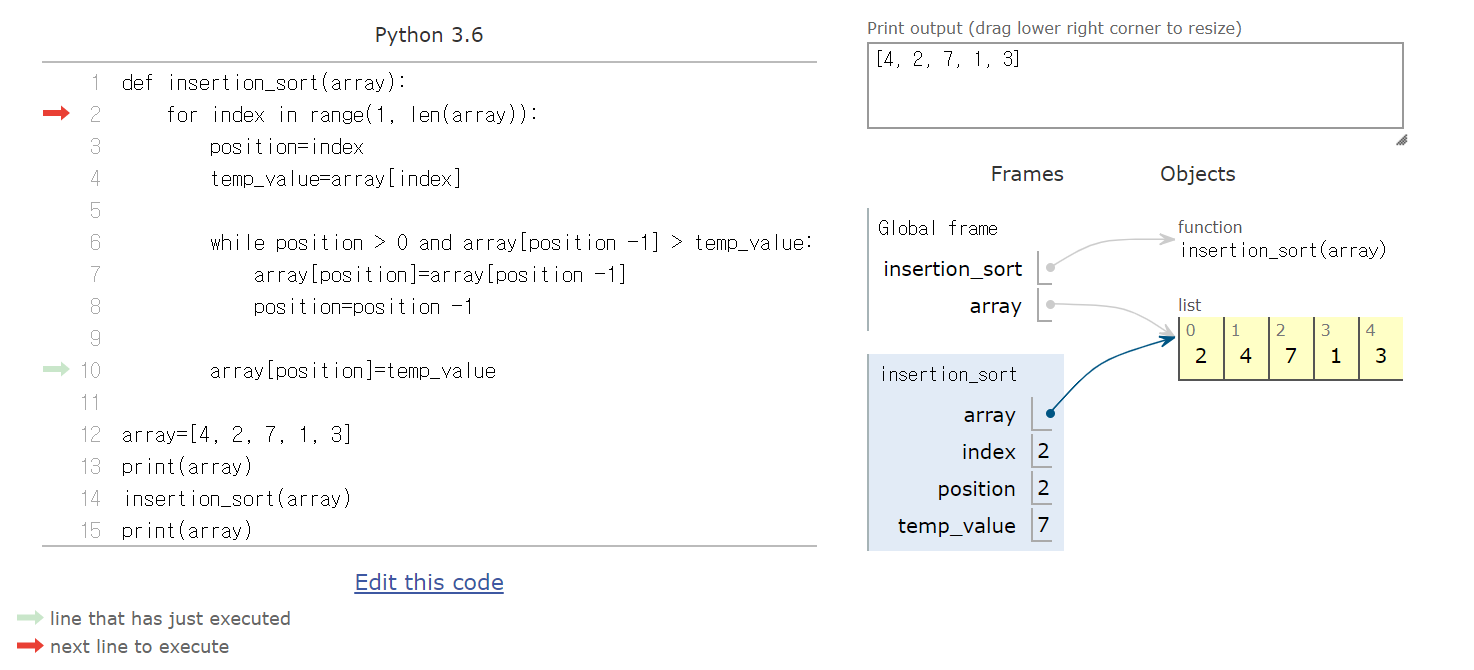 Python 3.6
1 def insertion_sort(array):
2 for index in range(1, len(array)):
3 position=index
4 temp_value=array[index]
5
6 while position > 0 and array[position -1] > temp_value:
7 array[position]=array[position -1]
8 position=position -1
9
10 array[position]=temp_value
11
12 array=[4, 2, 7, 1, 3]
13 print(array)
14 insertion_sort(array)
15 print(array)
Edit this code
line that has just executed
next line to execute
Print output (drag lower right corner to resize)
[4, 2, 7, 1, 3]
Frames Objects
Global frame
insertion_sort
array
function
insertion_sort(array)
list
0 1 2 3 4
2 4 7 1 3
insertion_sort
array
index 2
position 2
temp_value 7